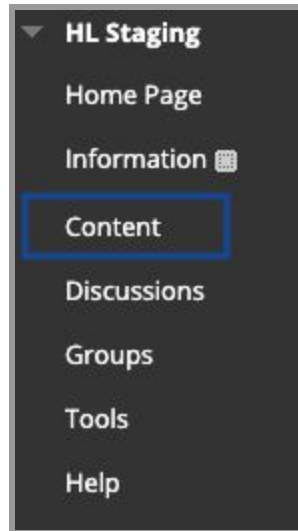 HL Staging
Home Page
Information
Content
Discussions
Groups
Tools
Help